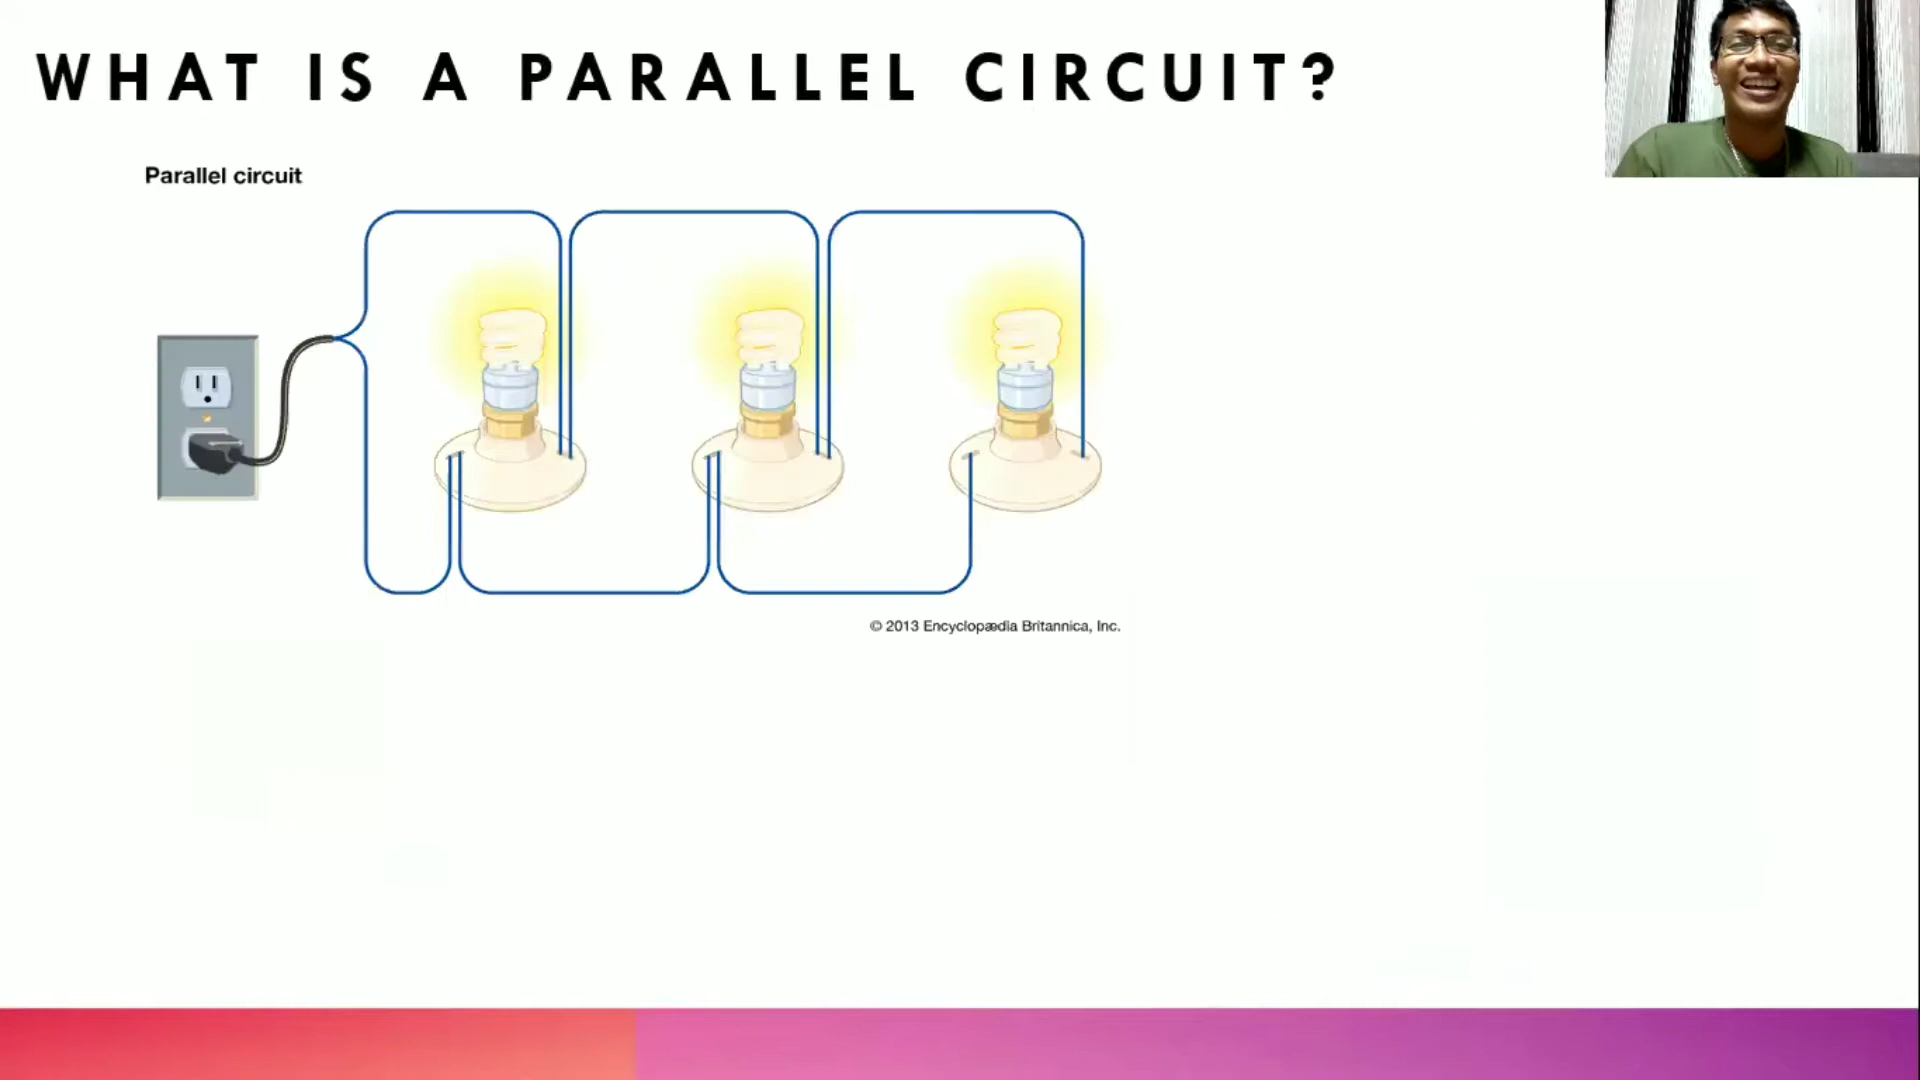 WHAT IS A PARALLEL CIRCUIT?
Parallel circuit
© 2013 Encyclopædia Britannica, Inc.